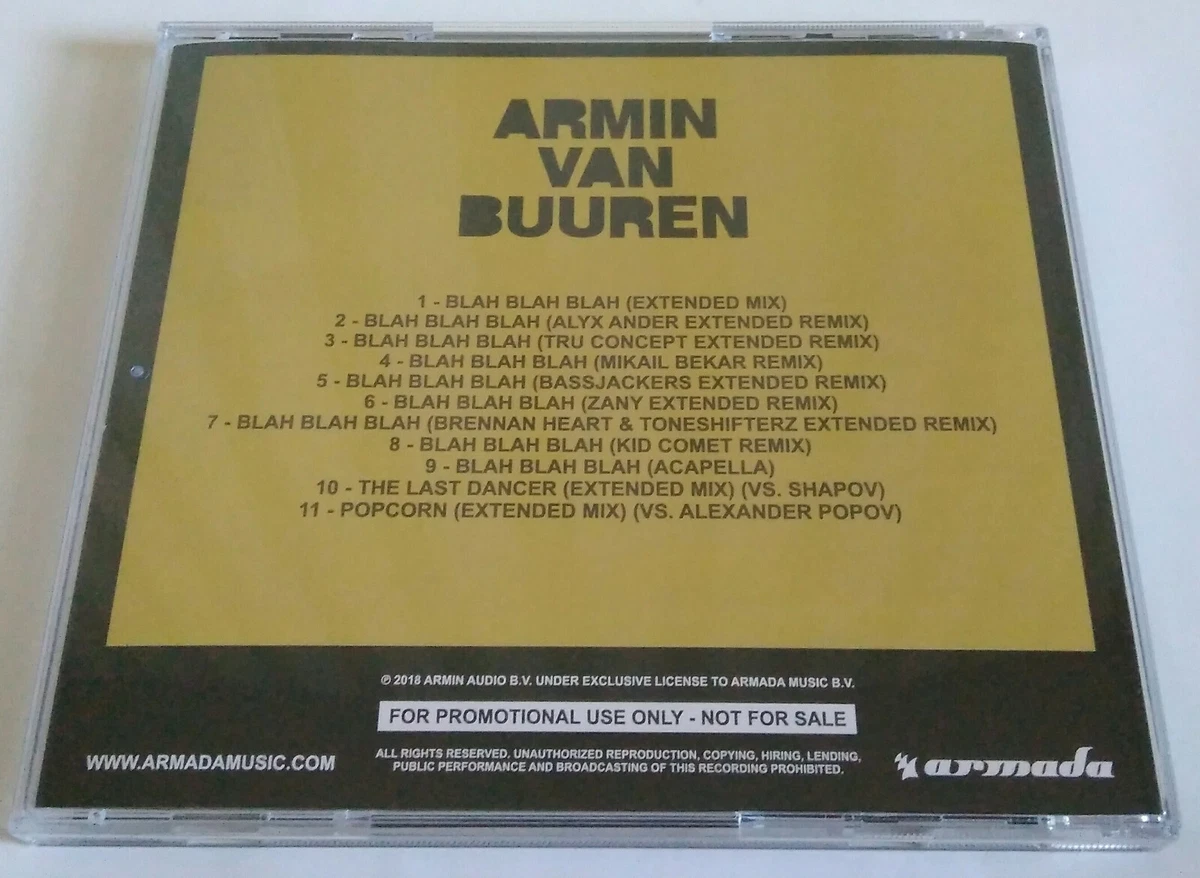 ARMIN
VAN
BUUREN
1 - BLAH BLAH BLAH (EXTENDED MIX)
2 - BLAH BLAH BLAH (ALYX ANDER EXTENDED REMIX)
3 - BLAH BLAH BLAH (TRU CONCEPT EXTENDED REMIX)
4 - BLAH BLAH BLAH (MIKAIL BEKAR REMIX)
5 - BLAH BLAH BLAH (BASSJACKERS EXTENDED REMIX)
6 - BLAH BLAH BLAH (ZANY EXTENDED REMIX)
7 - BLAH BLAH BLAH (BRENNAN HEART & TONESHIFTERZ EXTENDED REMIX)
8 - BLAH BLAH BLAH (KID COMET REMIX)
9 - BLAH BLAH BLAH (ACAPELLA)
10 - THE LAST DANCER (EXTENDED MIX) (VS. SHAPOV)
11 - POPCORN (EXTENDED MIX) (VS. ALEXANDER POPOV)
℗ 2018 ARMIN AUDIO B.V. UNDER EXCLUSIVE LICENSE TO ARMADA MUSIC B.V.
FOR PROMOTIONAL USE ONLY - NOT FOR SALE
WWW.ARMADAMUSIC.COM
ALL RIGHTS RESERVED. UNAUTHORIZED REPRODUCTION, COPYING, HIRING, LENDING,
PUBLIC PERFORMANCE AND BROADCASTING OF THIS RECORDING PROHIBITED.
armada